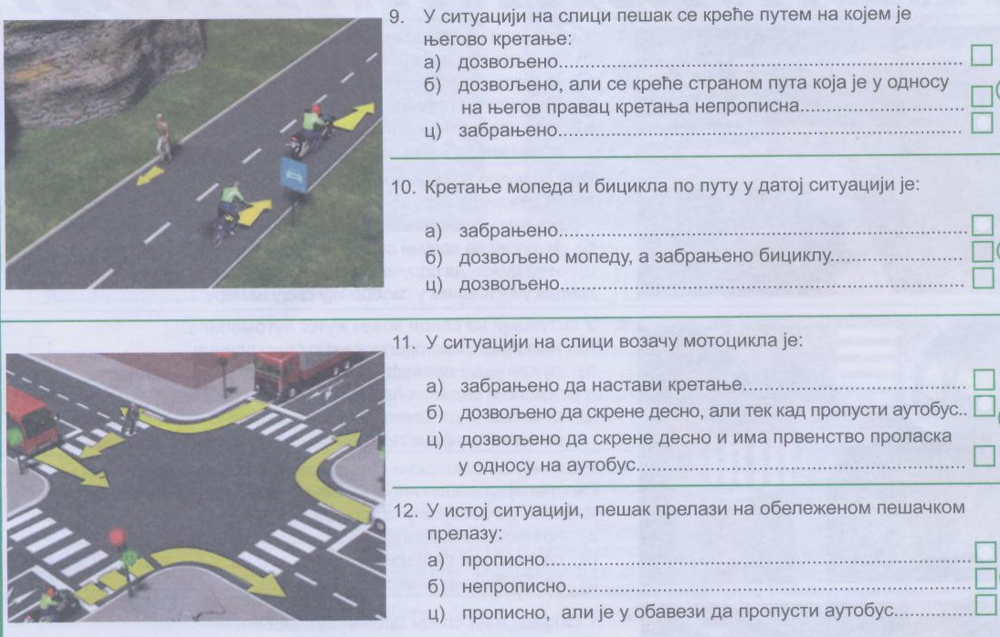 9. У ситуацији на слици пешак се креће путем на којем је
његово кретање:
а) дозвољено.....................................................................
б) дозвољено, али се креће страном пута која је у односу
на његов правац кретања непрописна............................
ц) забрањено.....................................................................
10. Кретање мопеда и бицикла по путу у датој ситуацији је:
а) забрањено.....................................................................
б) дозвољено мопеду, а забрањено бициклу......................
ц) дозвољено.....................................................................
11. У ситуацији на слици возачу мотоцикла је:
а) забрањено да настави кретање......................................
б) дозвољено да скрене десно, али тек кад пропусти аутобус..
ц) дозвољено да скрене десно и има првенство проласка
у односу на аутобус.........................................................
12. У истој ситуацији, пешак прелази на обележеном пешачком
прелазу:
а) прописно.......................................................................
б) непрописно....................................................................
ц) прописно, али је у обавези да пропусти аутобус............